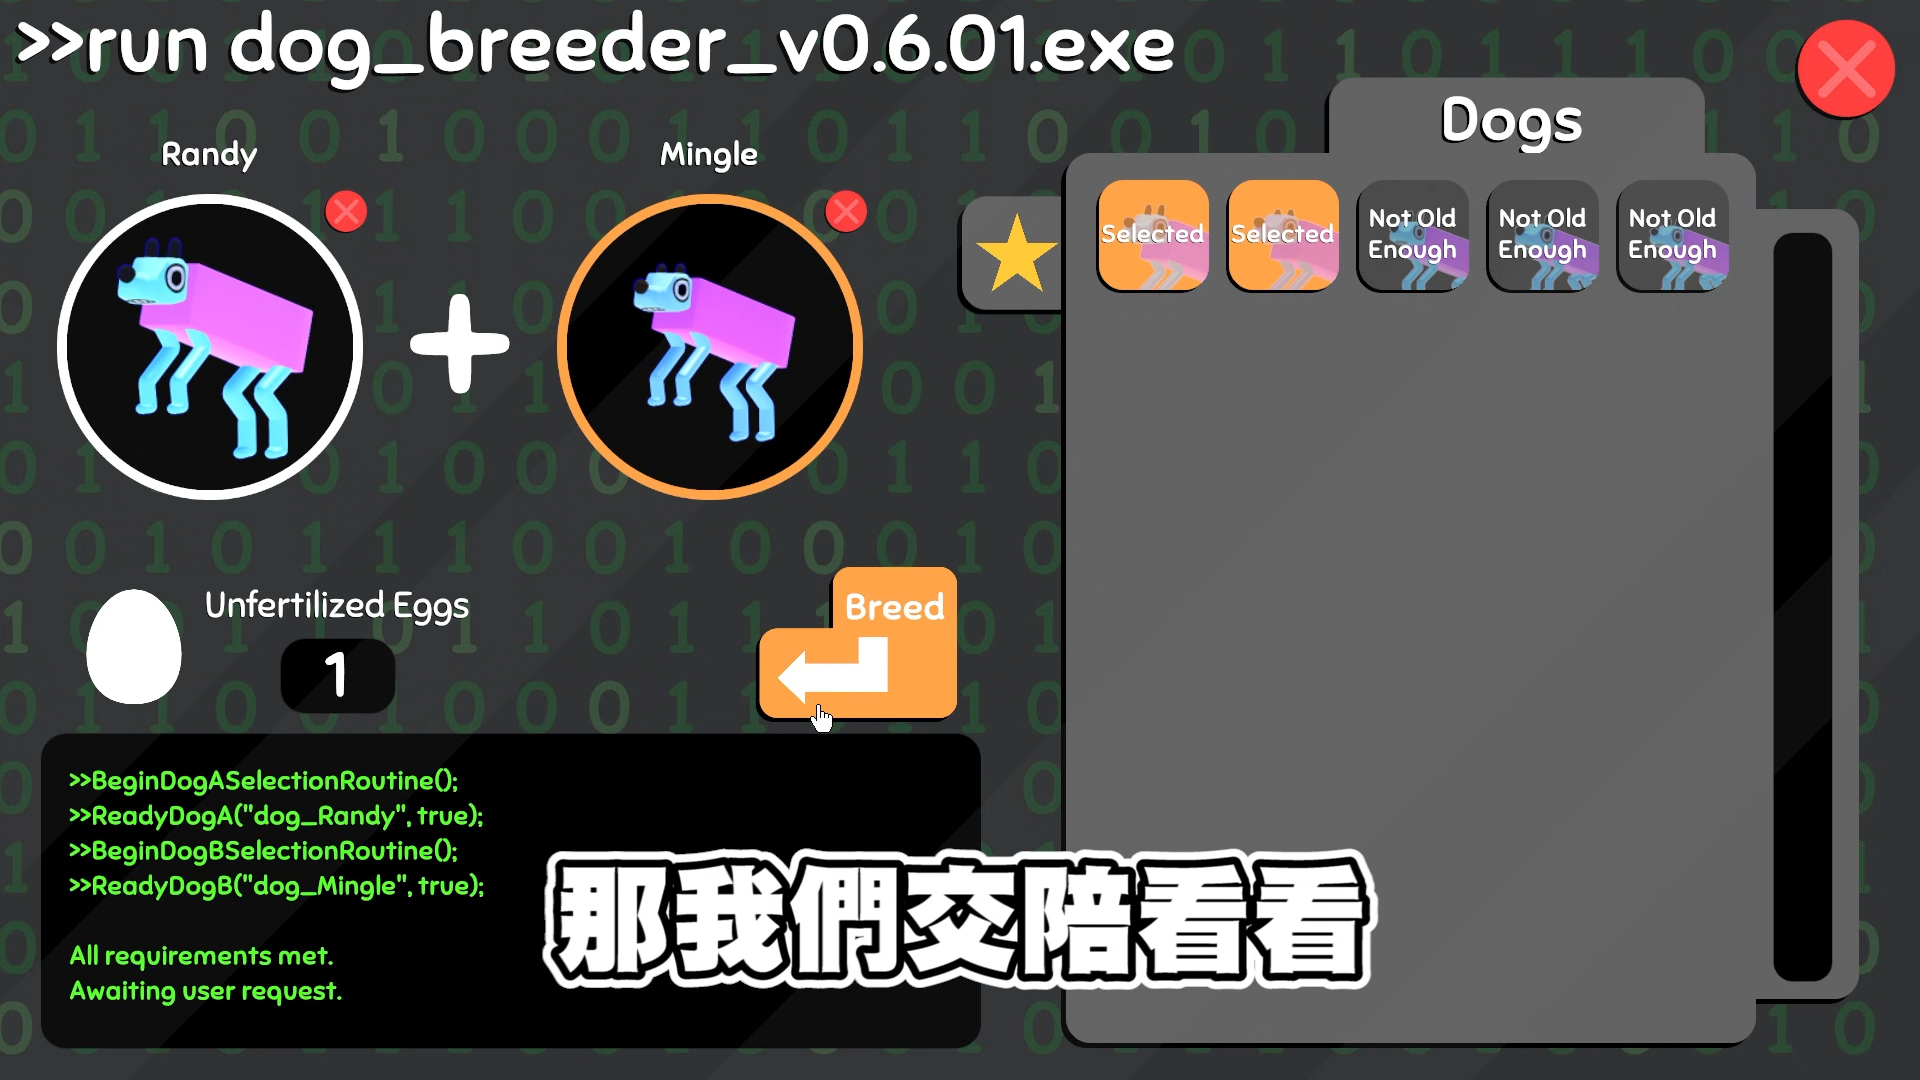 >>run dog_breeder_v0.6.01.exe
Randy
Mingle
Dogs
Selected
Selected
Not Old
Enough
Not Old
Enough
Not Old
Enough
Unfertilized Eggs
1
Breed
>>BeginDogASelectionRoutine();
>>ReadyDogA("dog_Randy", true);
>>BeginDogBSelectionRoutine();
>>ReadyDogB("dog_Mingle", true);
All requirements met.
Awaiting user request.
那我們交陪看看